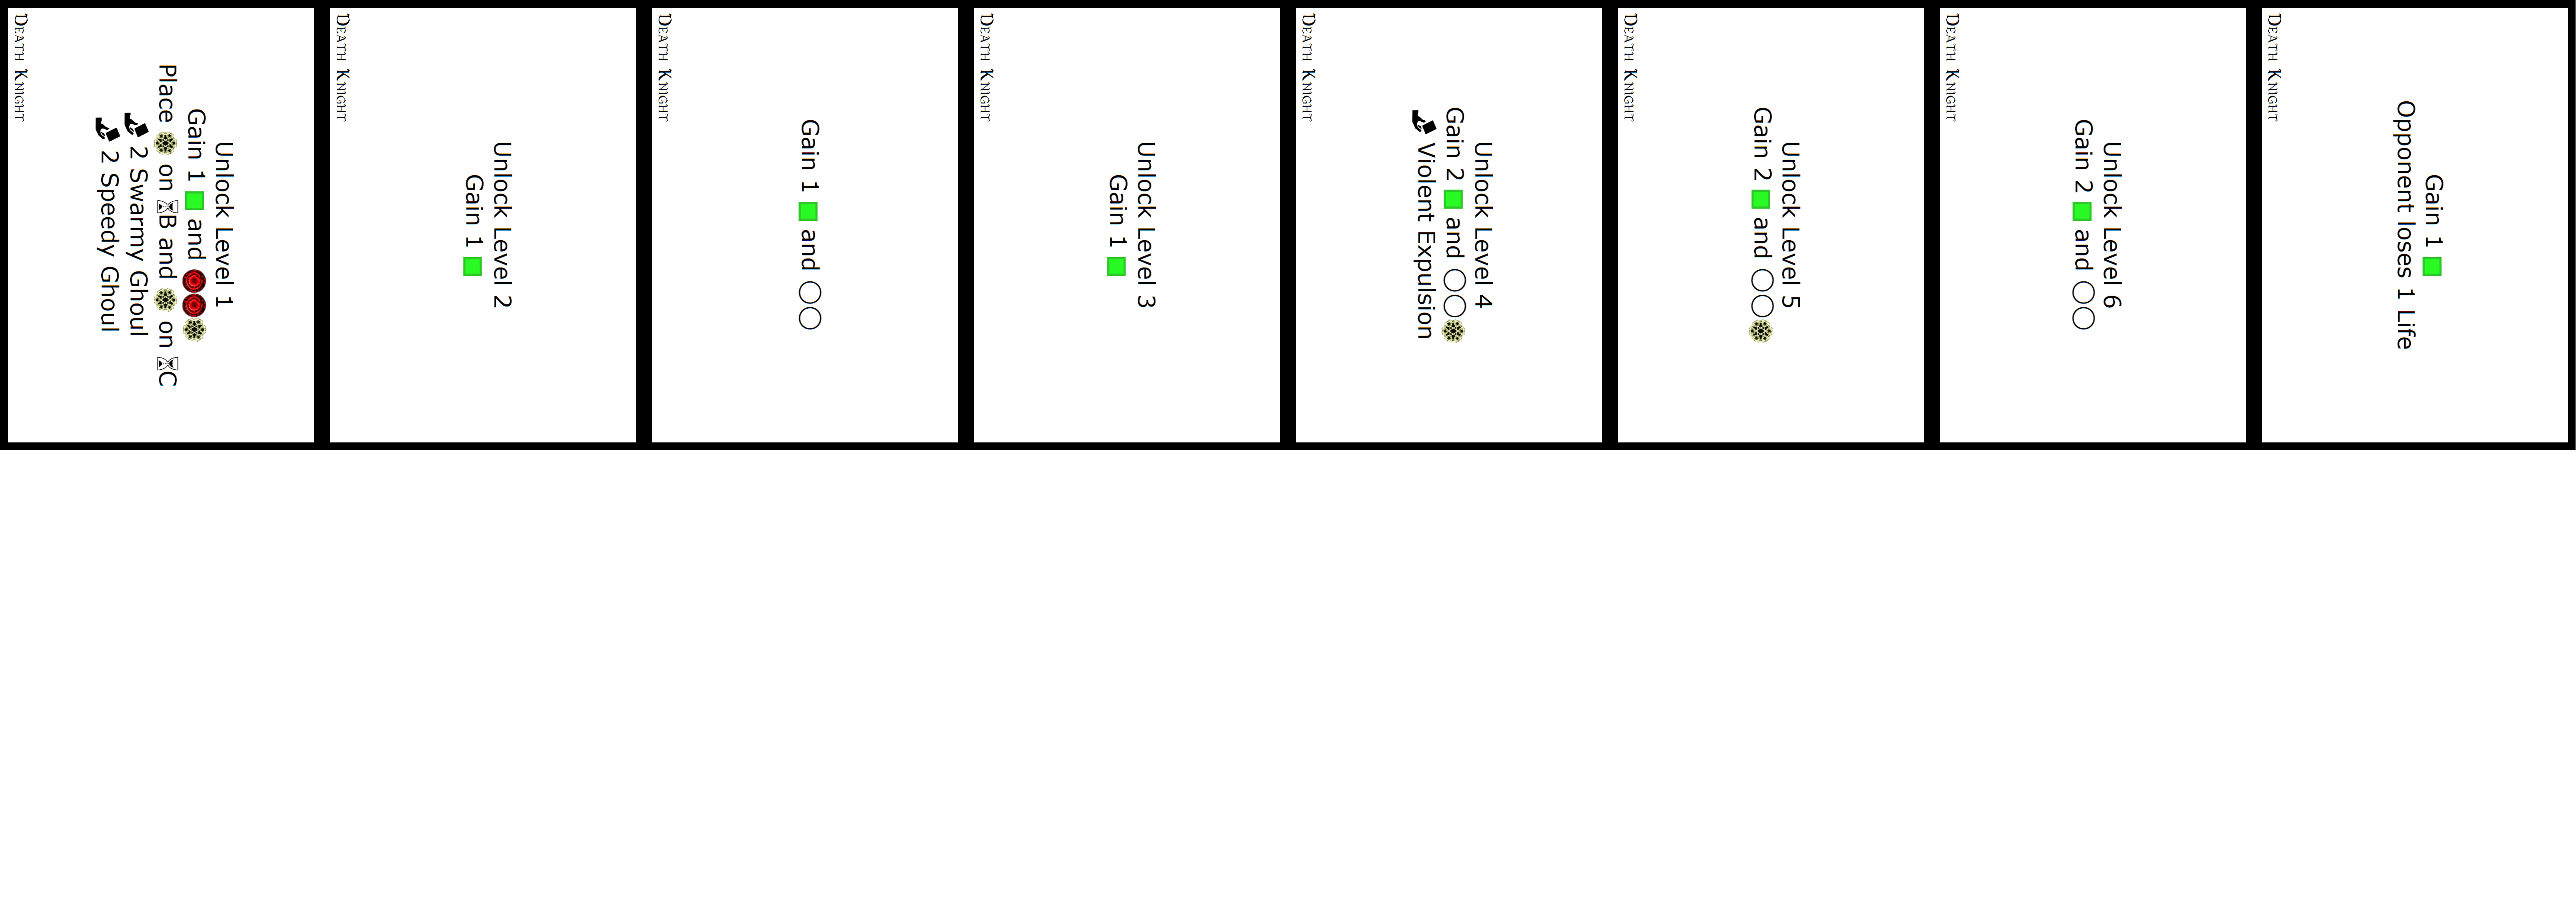 Death Knight
Unlock Level 1
Gain 1 and
Place on B and on C
2 Swarmy Ghoul
2 Speedy Ghoul
Death Knight
Unlock Level 2
Gain 1
Death Knight
Gain 1 and
Death Knight
Unlock Level 3
Gain 1
Death Knight
Unlock Level 4
Gain 2 and
Violent Expulsion
Death Knight
Unlock Level 5
Gain 2 and
Death Knight
Unlock Level 6
Gain 2 and
Death Knight
Gain 1
Opponent loses 1 Life